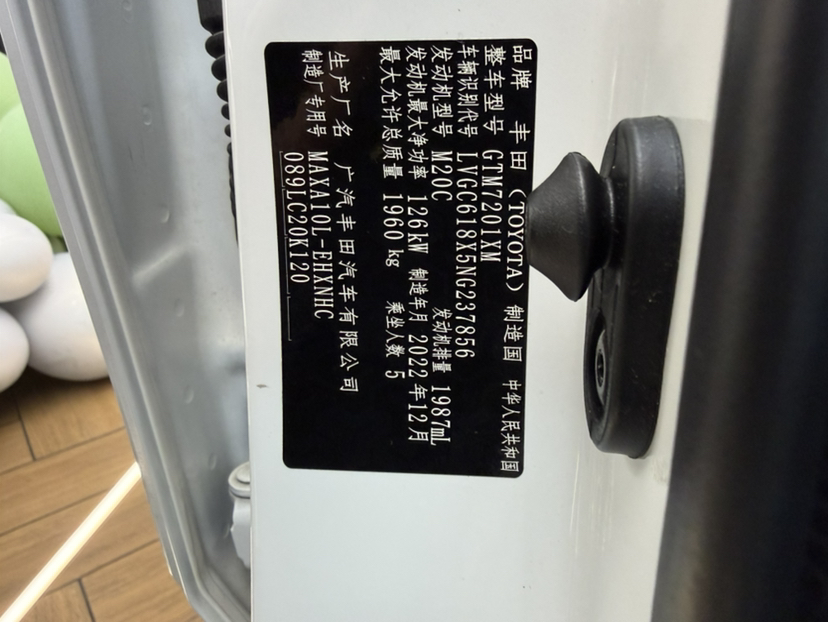 品牌 丰田（TOYOTA） 制造国 中华人民共和国
整车型号 GTM7201XM
车辆识别代号 LVGC618X5NG237856
发动机型号 M20C 发动机排量 1987mL
发动机最大净功率 126kW 制造年月 2022年12月
最大允许总质量 1960kg 乘坐人数 5
生产厂名 广汽丰田汽车有限公司
制造厂专用号 MAXA10L-EHXNHC
089LC20K120